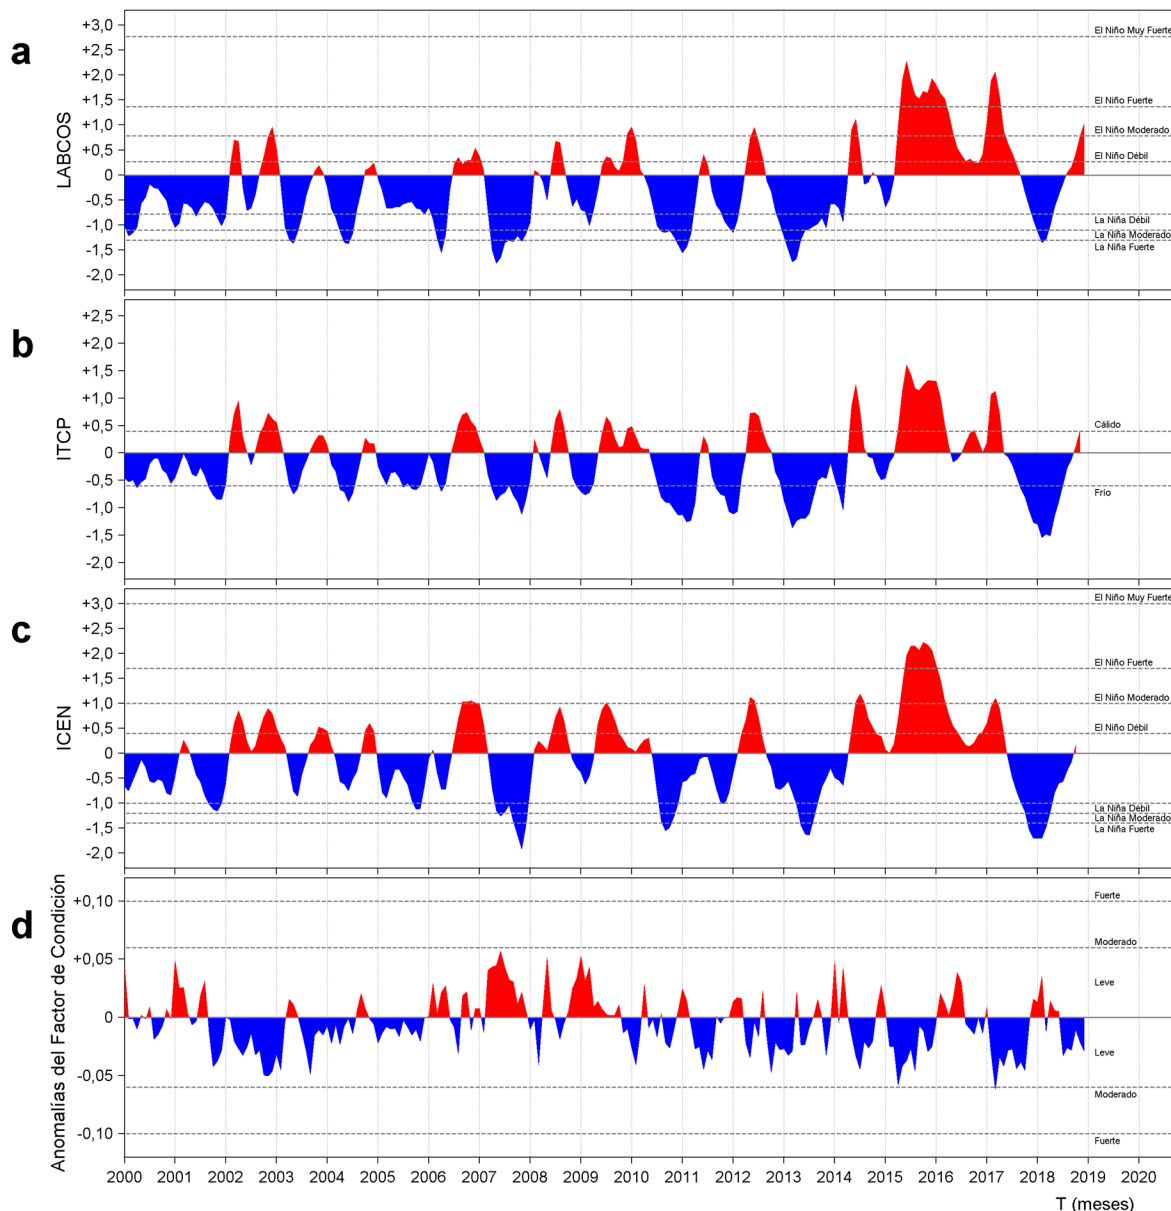 a
LABCOS
+3,0
+2,5
+2,0
+1,5
+1,0
+0,5
0
-0,5
-1,0
-1,5
-2,0
El Niño Muy Fuerte
El Niño Fuerte
El Niño Moderado
El Niño Débil
La Niña Débil
La Niña Moderado
La Niña Fuerte
b
ITCP
+2,5
+2,0
+1,5
+1,0
+0,5
0
-0,5
-1,0
-1,5
-2,0
Cálido
Frio
c
ICEN
+3,0
+2,5
+2,0
+1,5
+1,0
+0,5
0
-0,5
-1,0
-1,5
-2,0
El Niño Muy Fuerte
El Niño Fuerte
El Niño Moderado
El Niño Débil
La Niña Débil
La Niña Moderado
La Niña Fuerte
d
Anomalías del Factor de Condición
+0,10
+0,05
0
-0,05
-0,10
Fuerte
Moderado
Leve
Leve
Moderado
Fuerte
2000 2001 2002 2003 2004 2005 2006 2007 2008 2009 2010 2011 2012 2013 2014 2015 2016 2017 2018 2019 2020
T (meses)